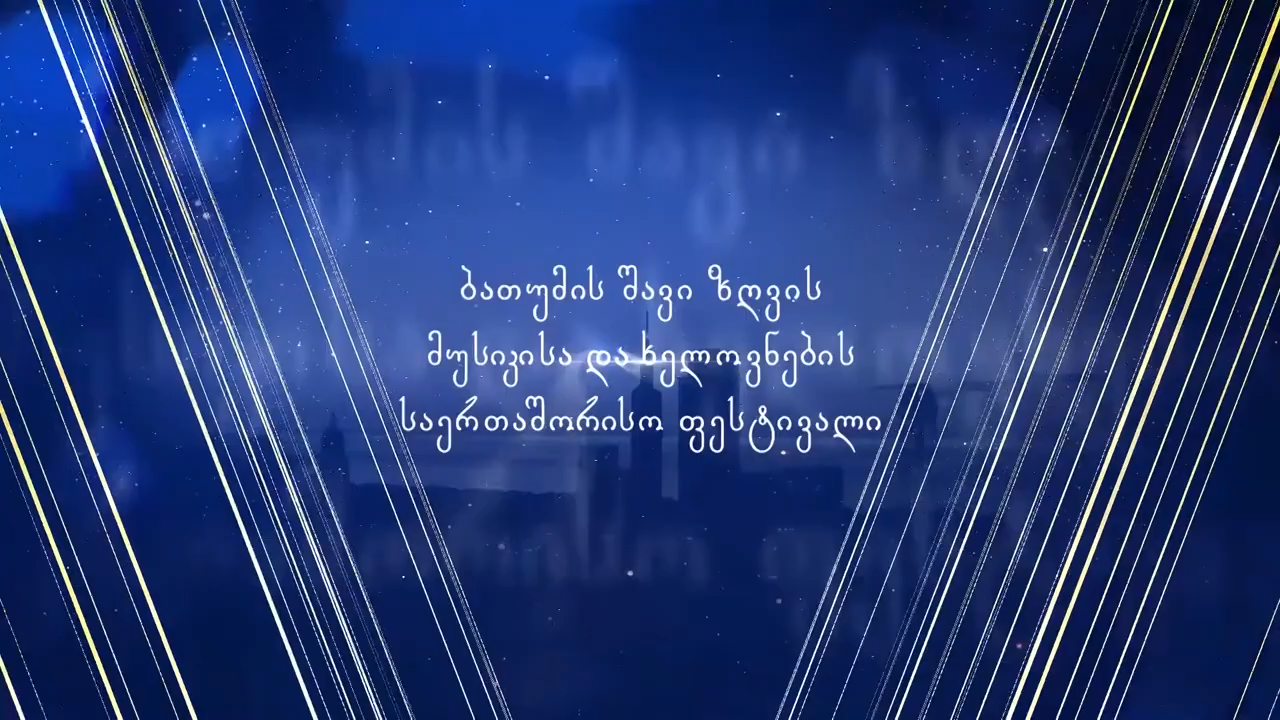 ბათუმის შავი ზღვის
მუსიკისა და ხელოვნების
საერთაშორისო ფესტივალი